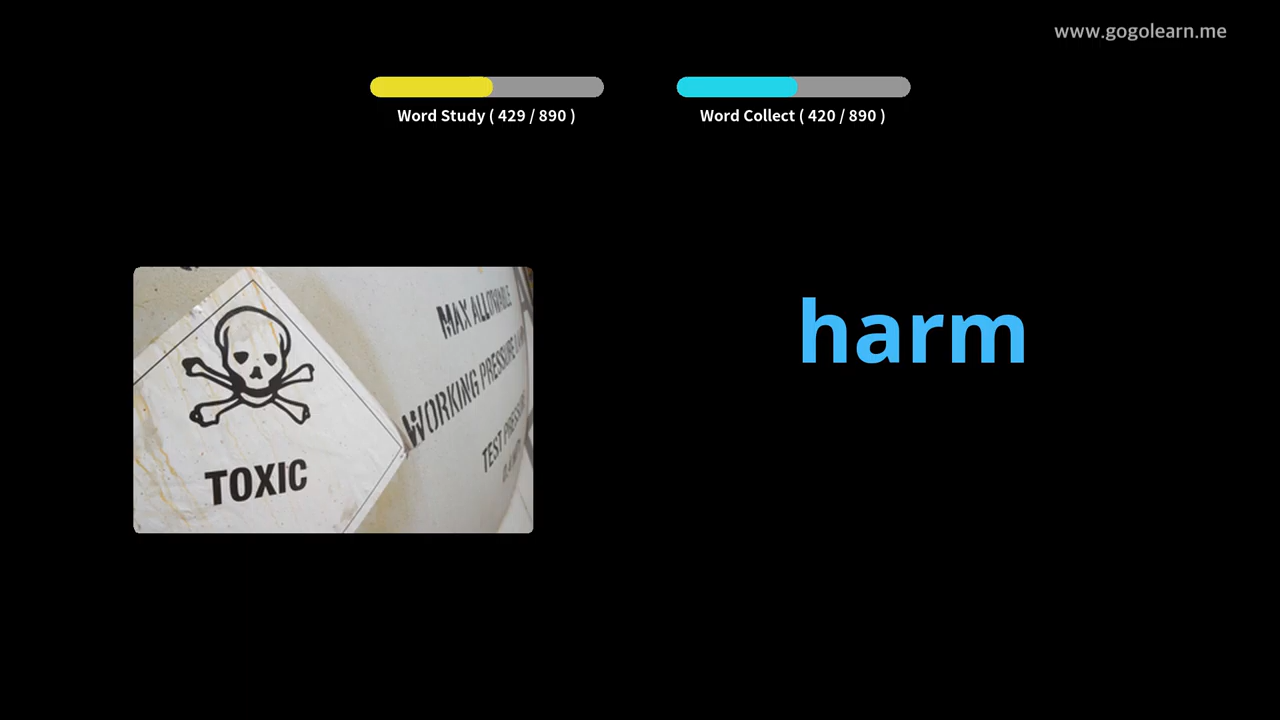 www.gogolearn.me
Word Study ( 429 / 890 )
Word Collect ( 420 / 890 )
harm
TOXIC
MAX ALLOWABLE
WORKING PRESSURE
TEST PRESSURE